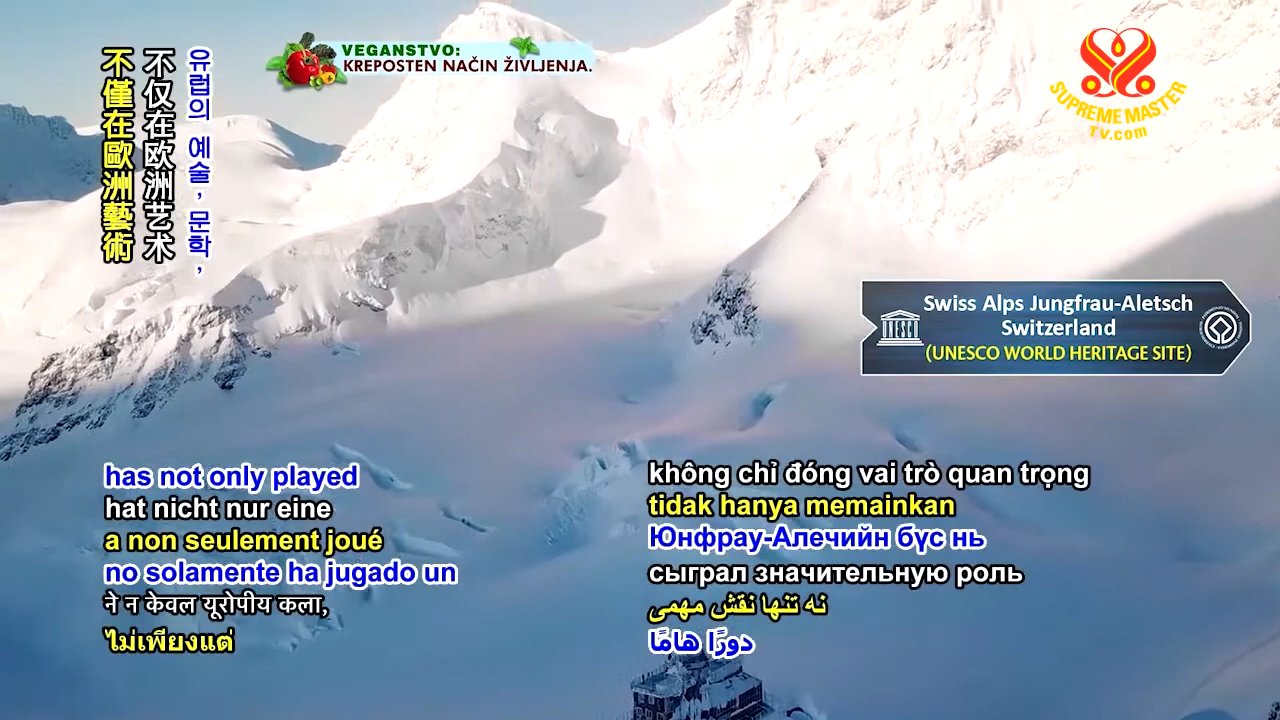 VEGANSTVO:
KREPOSTEN NAČIN ŽIVLJENJA.
SUPREME MASTER
TV.com
유럽의 예술, 문학,
不仅在欧洲艺术
不僅在歐洲藝術
Swiss Alps Jungfrau-Aletsch
Switzerland
(UNESCO WORLD HERITAGE SITE)
UNESCO
has not only played
hat nicht nur eine
a non seulement joué
no solamente ha jugado un
ने न केवल यूरोपीय कला,
ไม่เพียงแต่
không chỉ đóng vai trò quan trọng
tidak hanya memainkan
Юнфрау-Алечийн бүс нь
сыграл значительную роль
نه تنها نقش مهمی
دورًا هامًا